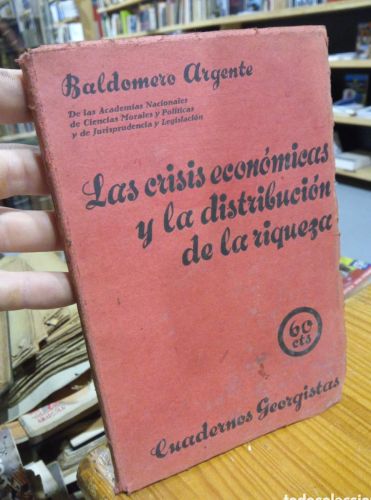 Baldomero Argente
De las Academias Nacionales
de Ciencias Morales y Políticas
y de Jurisprudencia y Legislación
Las crisis económicas
y la distribución
de la riqueza
60
cts
Cuadernos Georgistas